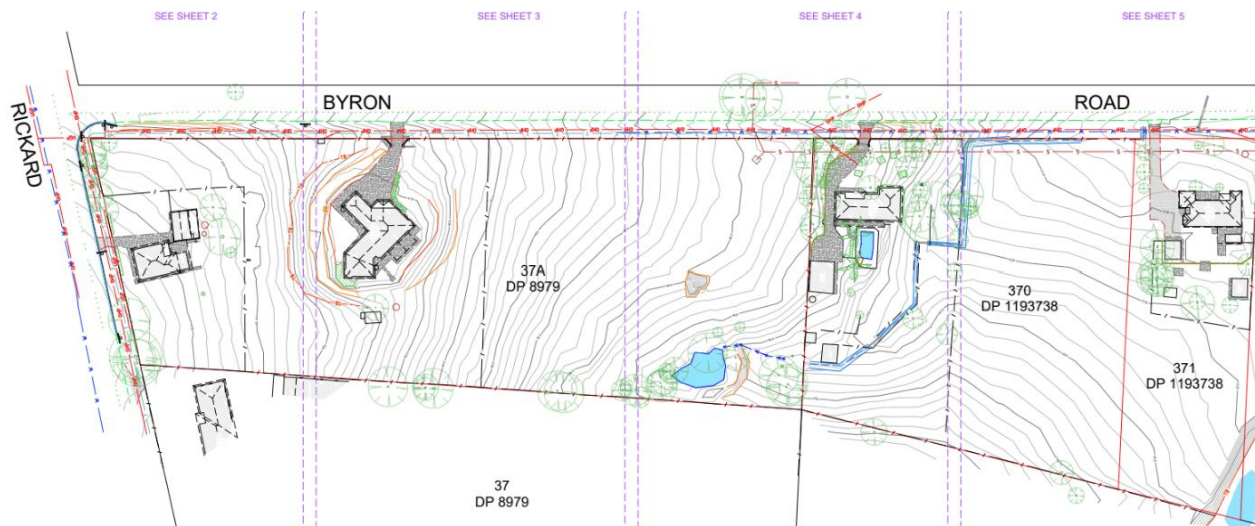 SEE SHEET 2
SEE SHEET 3
SEE SHEET 4
SEE SHEET 5
BYRON
ROAD
RICKARD
37A
DP 8979
370
DP 1193738
371
DP 1193738
37
DP 8979